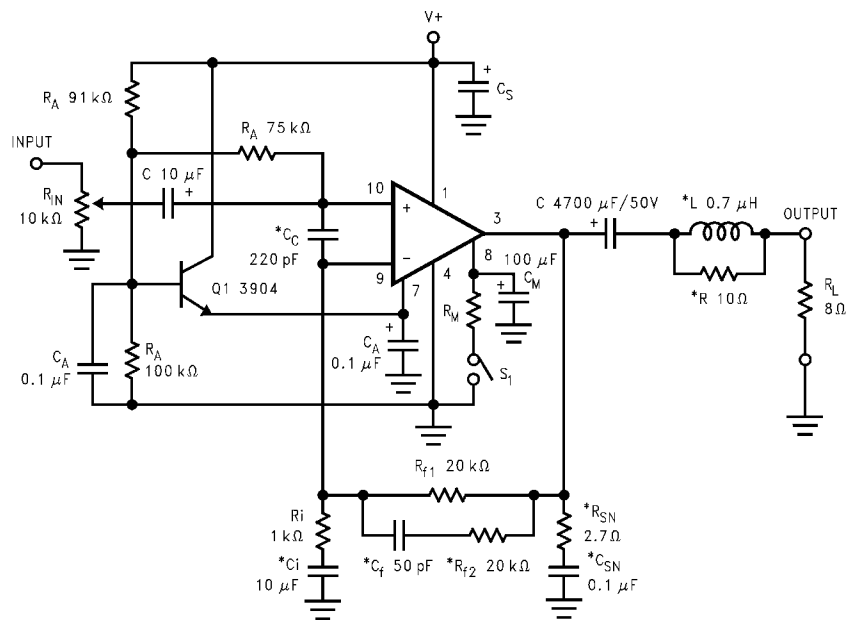 V+
+
C_S
R_A 91 kΩ
R_A 75 kΩ
INPUT
C 10 μF
+
R_IN
10 kΩ
*C_C
220 pF
10
+
−
9
7
1
3
8
4
C 4700 μF/50V
+
*L 0.7 μH
OUTPUT
*R 10Ω
R_L
8Ω
100 μF
C_M
+
R_M
S_1
Q1 3904
+
C_A
0.1 μF
C_A
0.1 μF
R_A
100 kΩ
R_f1 20 kΩ
Ri
1 kΩ
*Ci
10 μF
*C_f 50 pF
*R_f2 20 kΩ
*R_SN
2.7Ω
*C_SN
0.1 μF